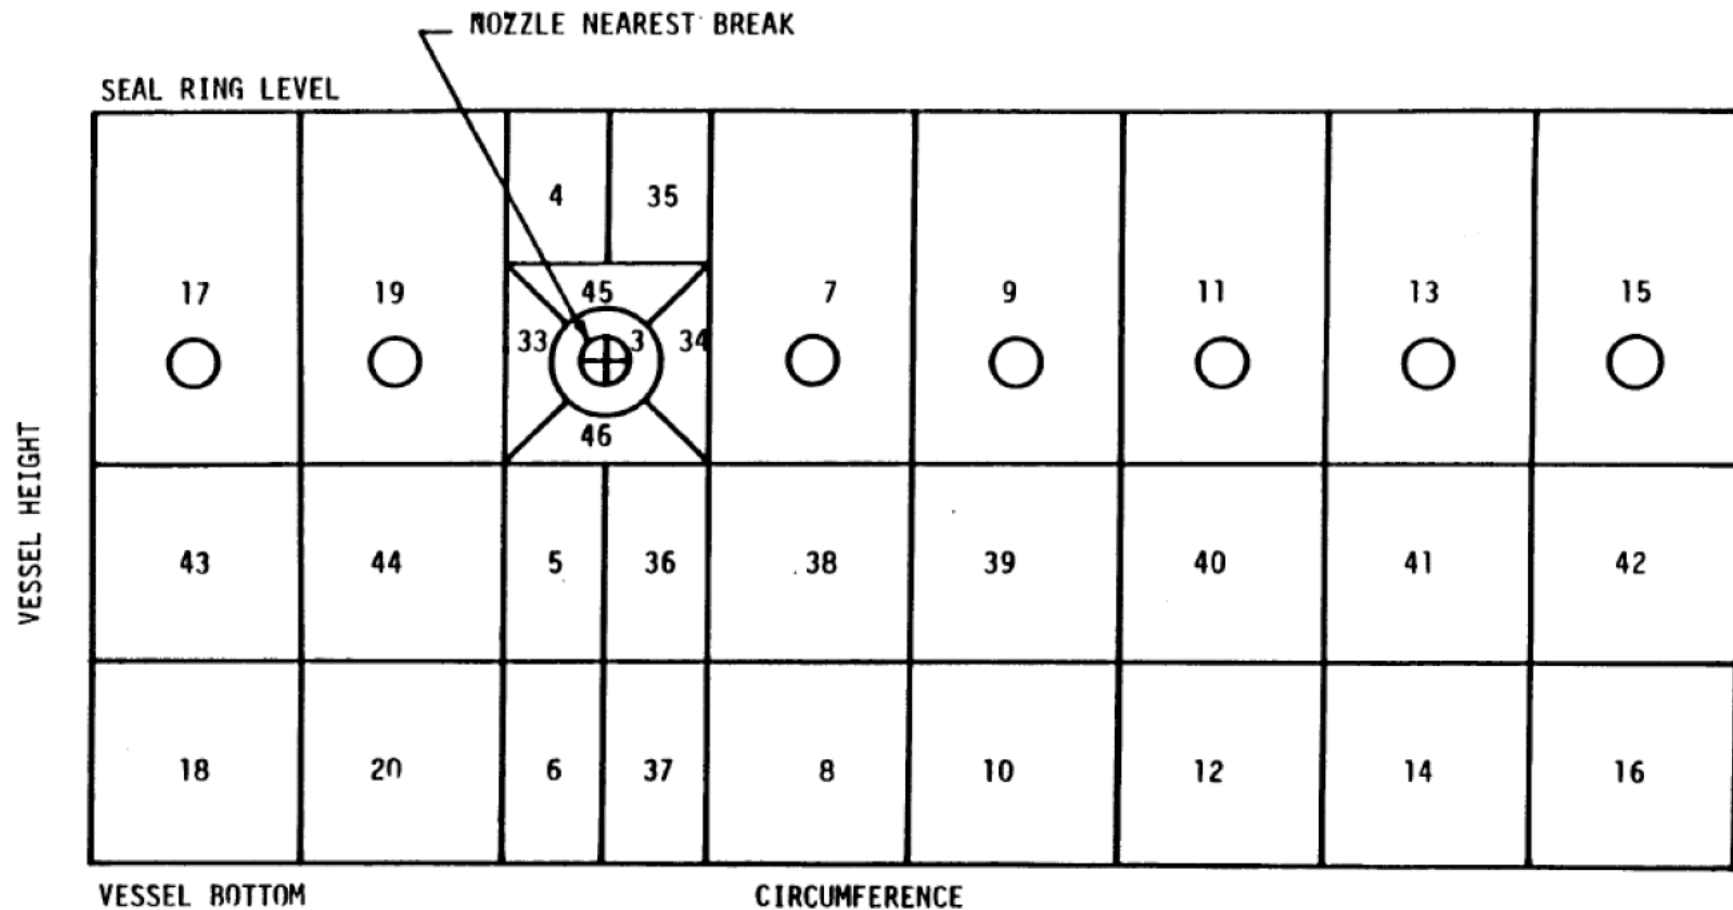 NOZZLE NEAREST BREAK
SEAL RING LEVEL
4 35
17 19 45 7 9 11 13 15
33 3 34
46
VESSEL HEIGHT
43 44 5 36 38 39 40 41 42
18 20 6 37 8 10 12 14 16
VESSEL BOTTOM CIRCUMFERENCE